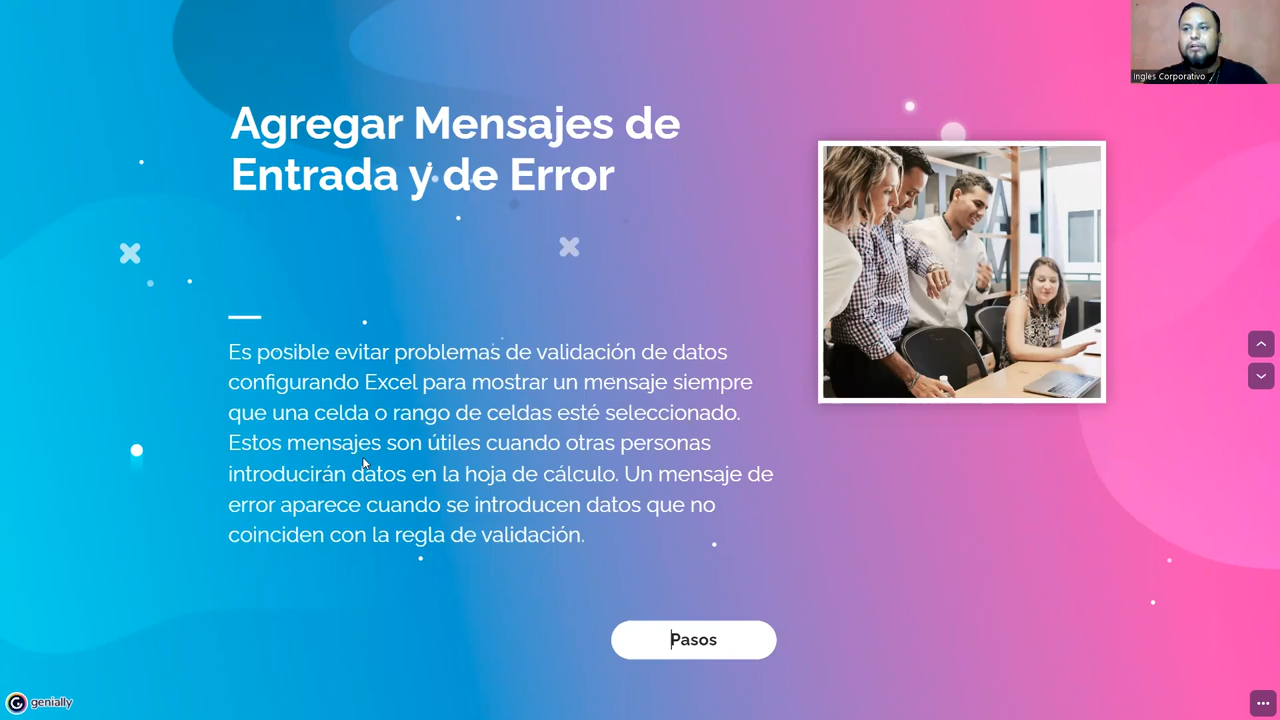 Ingles Corporativo
Agregar Mensajes de
Entrada y de Error
Es posible evitar problemas de validación de datos
configurando Excel para mostrar un mensaje siempre
que una celda o rango de celdas esté seleccionado.
Estos mensajes son útiles cuando otras personas
introducirán datos en la hoja de cálculo. Un mensaje de
error aparece cuando se introducen datos que no
coinciden con la regla de validación.
Pasos
genially